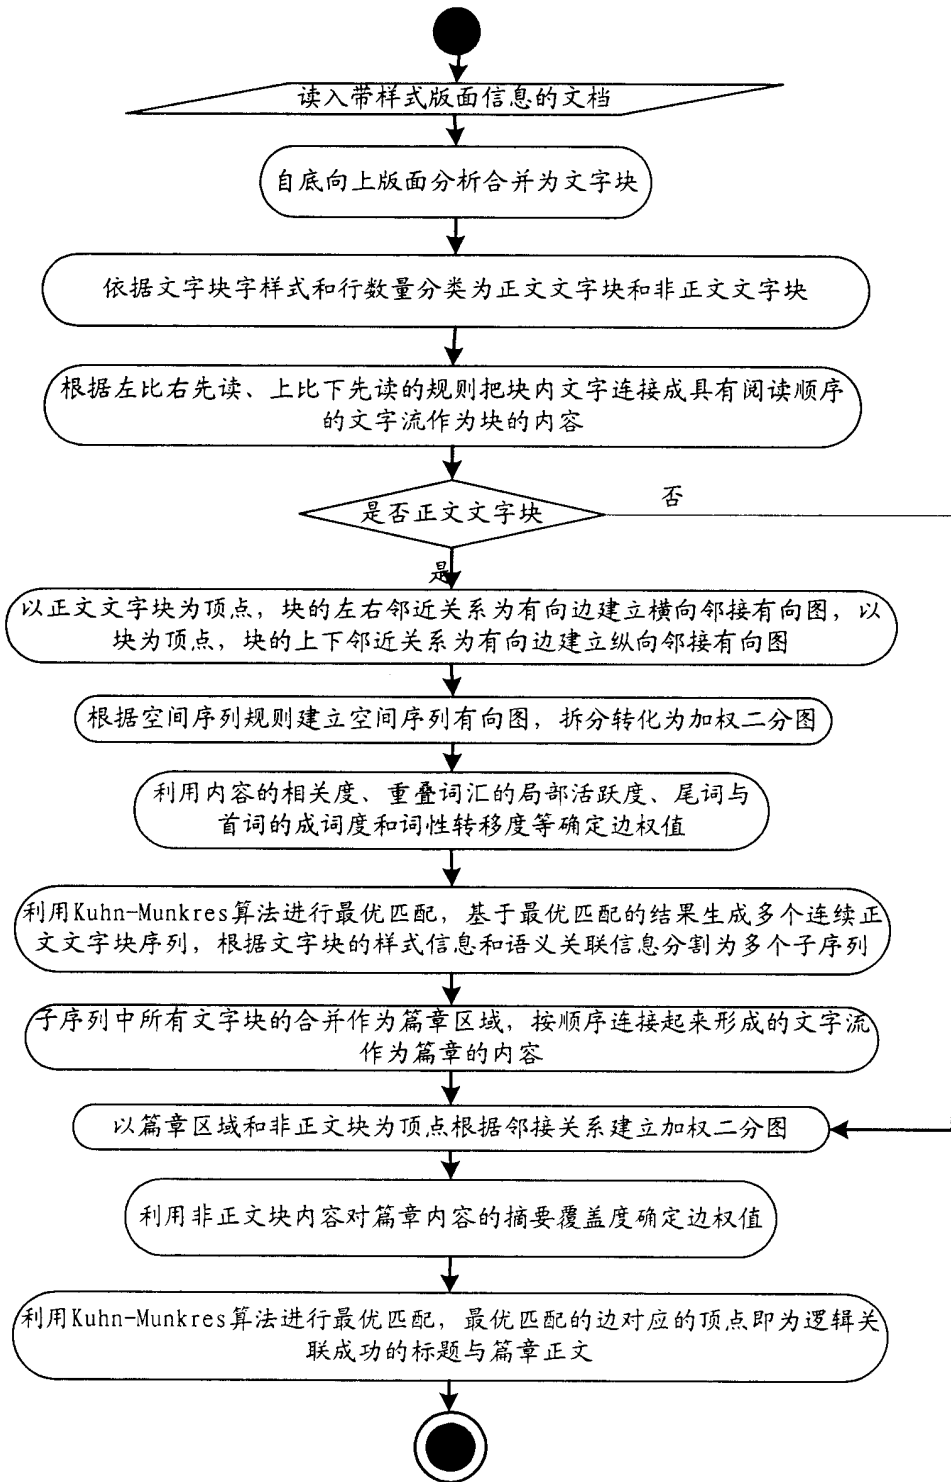 读入带样式版面信息的文档
自底向上版面分析合并为文字块
依据文字块字样式和行数量分类为正文文字块和非正文文字块
根据左比右先读、上比下先读的规则把块内文字连接成具有阅读顺序
的文字流作为块的内容
是否正文文字块
否
是
以正文文字块为顶点，块的左右邻近关系为有向边建立横向邻接有向图，以
块为顶点，块的上下邻近关系为有向边建立纵向邻接有向图
根据空间序列规则建立空间序列有向图，拆分转化为加权二分图
利用内容的相关度、重叠词汇的局部活跃度、尾词与
首词的成词度和词性转移度等确定边权值
利用Kuhn-Munkres算法进行最优匹配，基于最优匹配的结果生成多个连续正
文文字块序列，根据文字块的样式信息和语义关联信息分割为多个子序列
子序列中所有文字块的合并作为篇章区域，按顺序连接起来形成的文字流
作为篇章的内容
以篇章区域和非正文块为顶点根据邻接关系建立加权二分图
利用非正文块内容对篇章内容的摘要覆盖度确定边权值
利用Kuhn-Munkres算法进行最优匹配，最优匹配的边对应的顶点即为逻辑关
联成功的标题与篇章正文